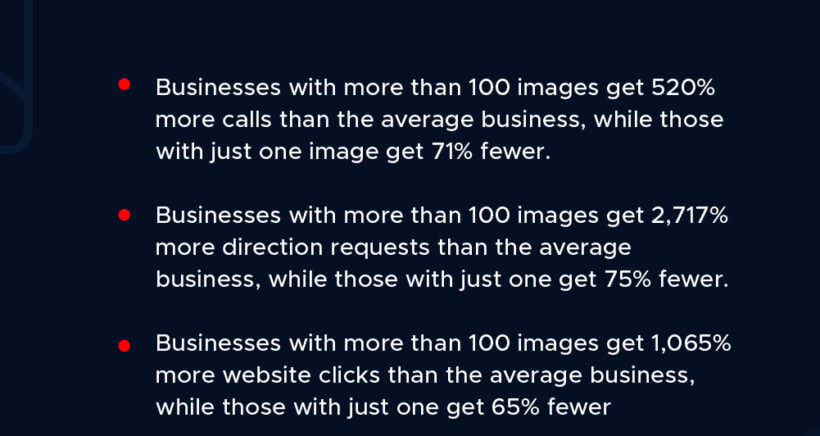 Businesses with more than 100 images get 520%
more calls than the average business, while those
with just one image get 71% fewer.
Businesses with more than 100 images get 2,717%
more direction requests than the average
business, while those with just one get 75% fewer.
Businesses with more than 100 images get 1,065%
more website clicks than the average business,
while those with just one get 65% fewer